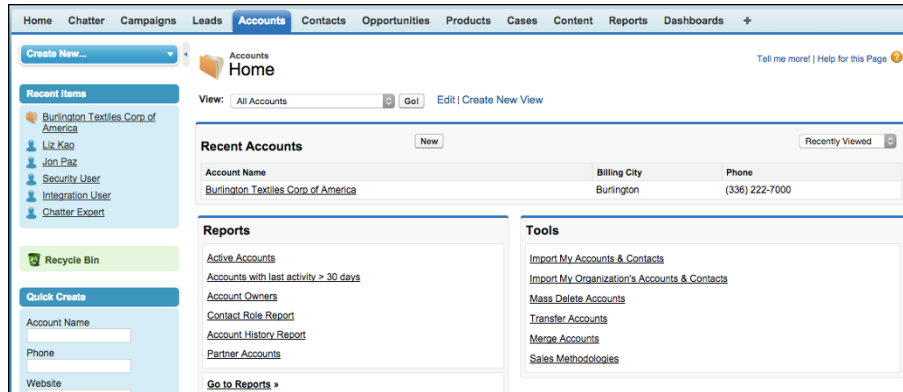 Home Chatter Campaigns Leads Accounts Contacts Opportunities Products Cases Content Reports Dashboards +
Create New...
Recent Items
Burlington Textiles Corp of
America
Liz Kao
Jon Paz
Security User
Integration User
Chatter Expert
Recycle Bin
Quick Create
Account Name
Phone
Website
Accounts
Home
Tell me more! | Help for this Page
View: All Accounts Go! Edit | Create New View
Recent Accounts New Recently Viewed
Account Name Billing City Phone
Burlington Textiles Corp of America Burlington (336) 222-7000
Reports
Active Accounts
Accounts with last activity > 30 days
Account Owners
Contact Role Report
Account History Report
Partner Accounts
Go to Reports »
Tools
Import My Accounts & Contacts
Import My Organization's Accounts & Contacts
Mass Delete Accounts
Transfer Accounts
Merge Accounts
Sales Methodologies